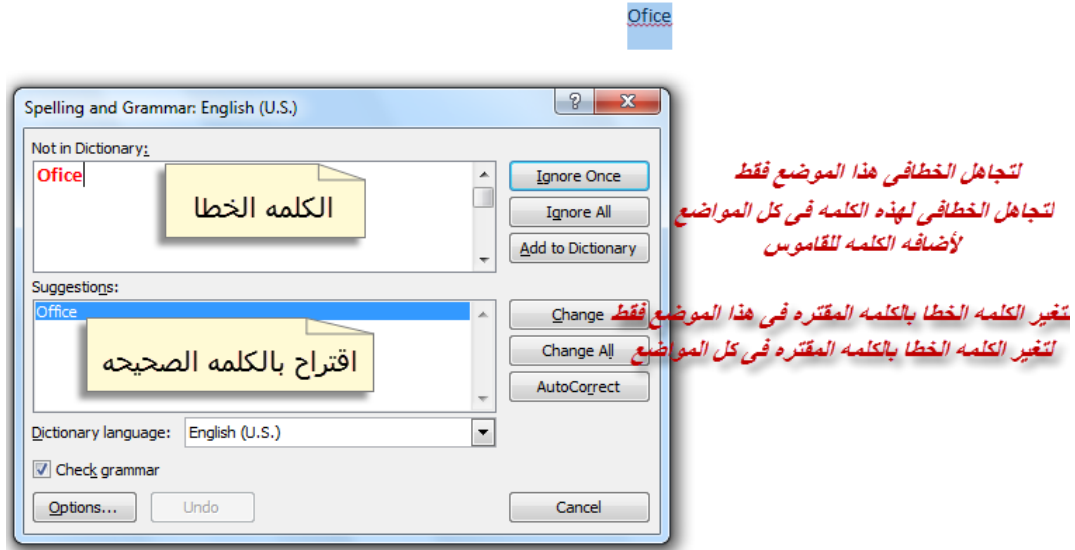 Ofice
Spelling and Grammar: English (U.S.)
Not in Dictionary:
Ofice
الكلمه الخطا
Ignore Once
لتجاهل الخطافى هذا الموضع فقط
Ignore All
لتجاهل الخطافى لهذه الكلمه فى كل المواضع
Add to Dictionary
لأضافه الكلمه للقاموس
Suggestions:
Office
اقتراح بالكلمه الصحيحه
Change
لتغير الكلمه الخطا بالكلمه المقتره فى هذا الموضع فقط
Change All
لتغير الكلمه الخطا بالكلمه المقتره فى كل المواضع
AutoCorrect
Dictionary language:
English (U.S.)
Check grammar
Options...
Undo
Cancel